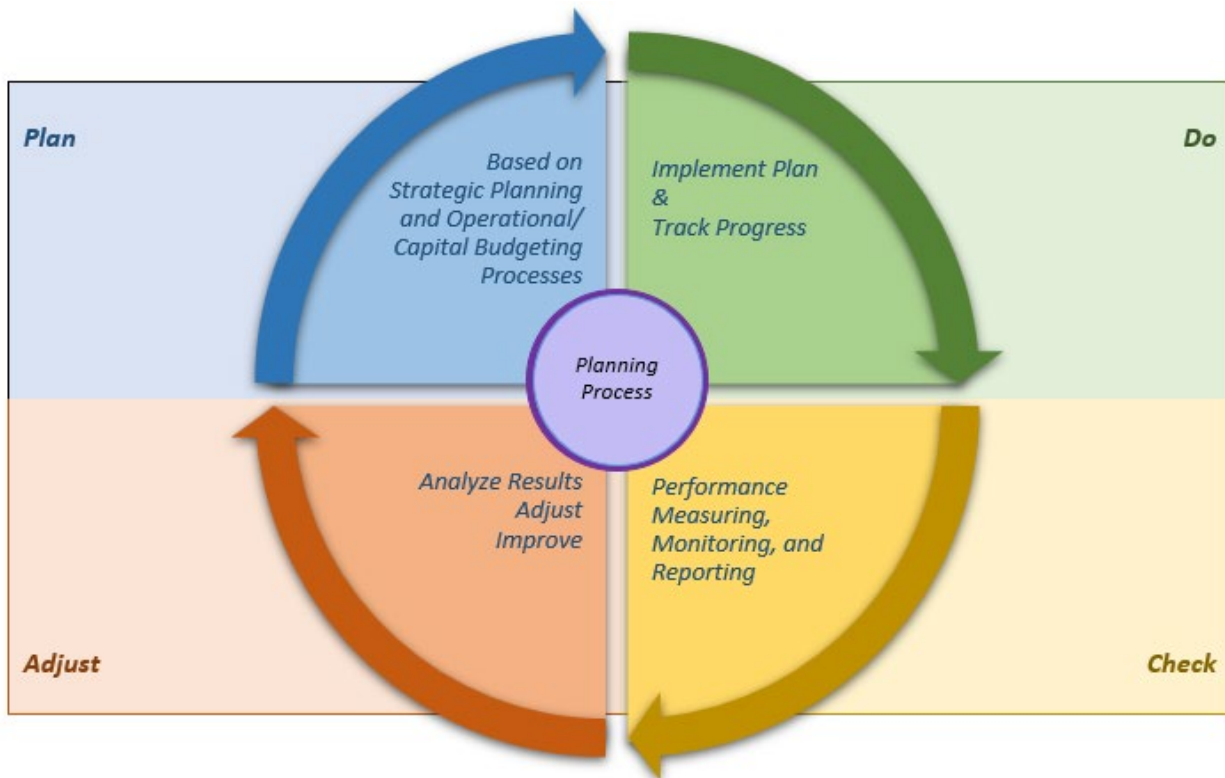 Plan
Based on
Strategic Planning
and Operational/
Capital Budgeting
Processes
Do
Implement Plan
&
Track Progress
Planning
Process
Analyze Results
Adjust
Improve
Adjust
Performance
Measuring,
Monitoring, and
Reporting
Check